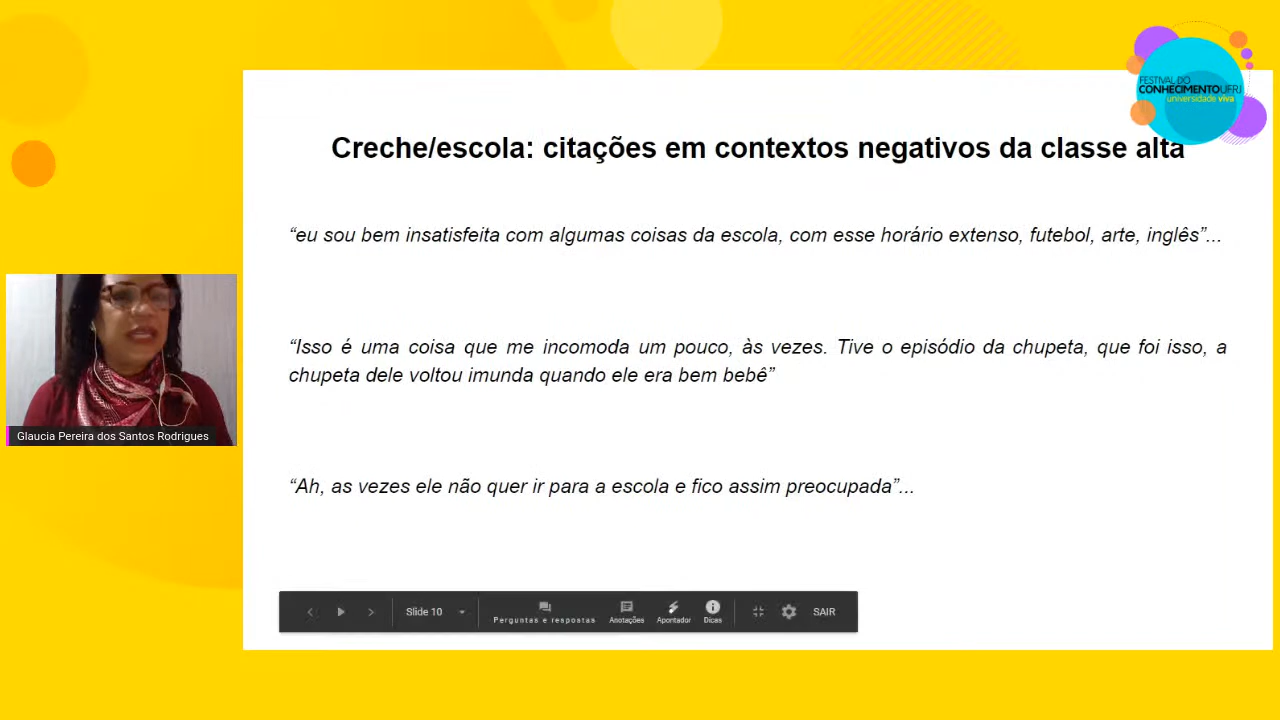 FESTIVAL DO
CONHECIMENTO UFRJ
universidade viva
Creche/escola: citações em contextos negativos da classe alta
“eu sou bem insatisfeita com algumas coisas da escola, com esse horário extenso, futebol, arte, inglês”...
“Isso é uma coisa que me incomoda um pouco, às vezes. Tive o episódio da chupeta, que foi isso, a
chupeta dele voltou imunda quando ele era bem bebê”
“Ah, as vezes ele não quer ir para a escola e fico assim preocupada”...
Glaucia Pereira dos Santos Rodrigues
Slide 10
Perguntas e respostas
Anotações
Apontador
Dicas
SAIR